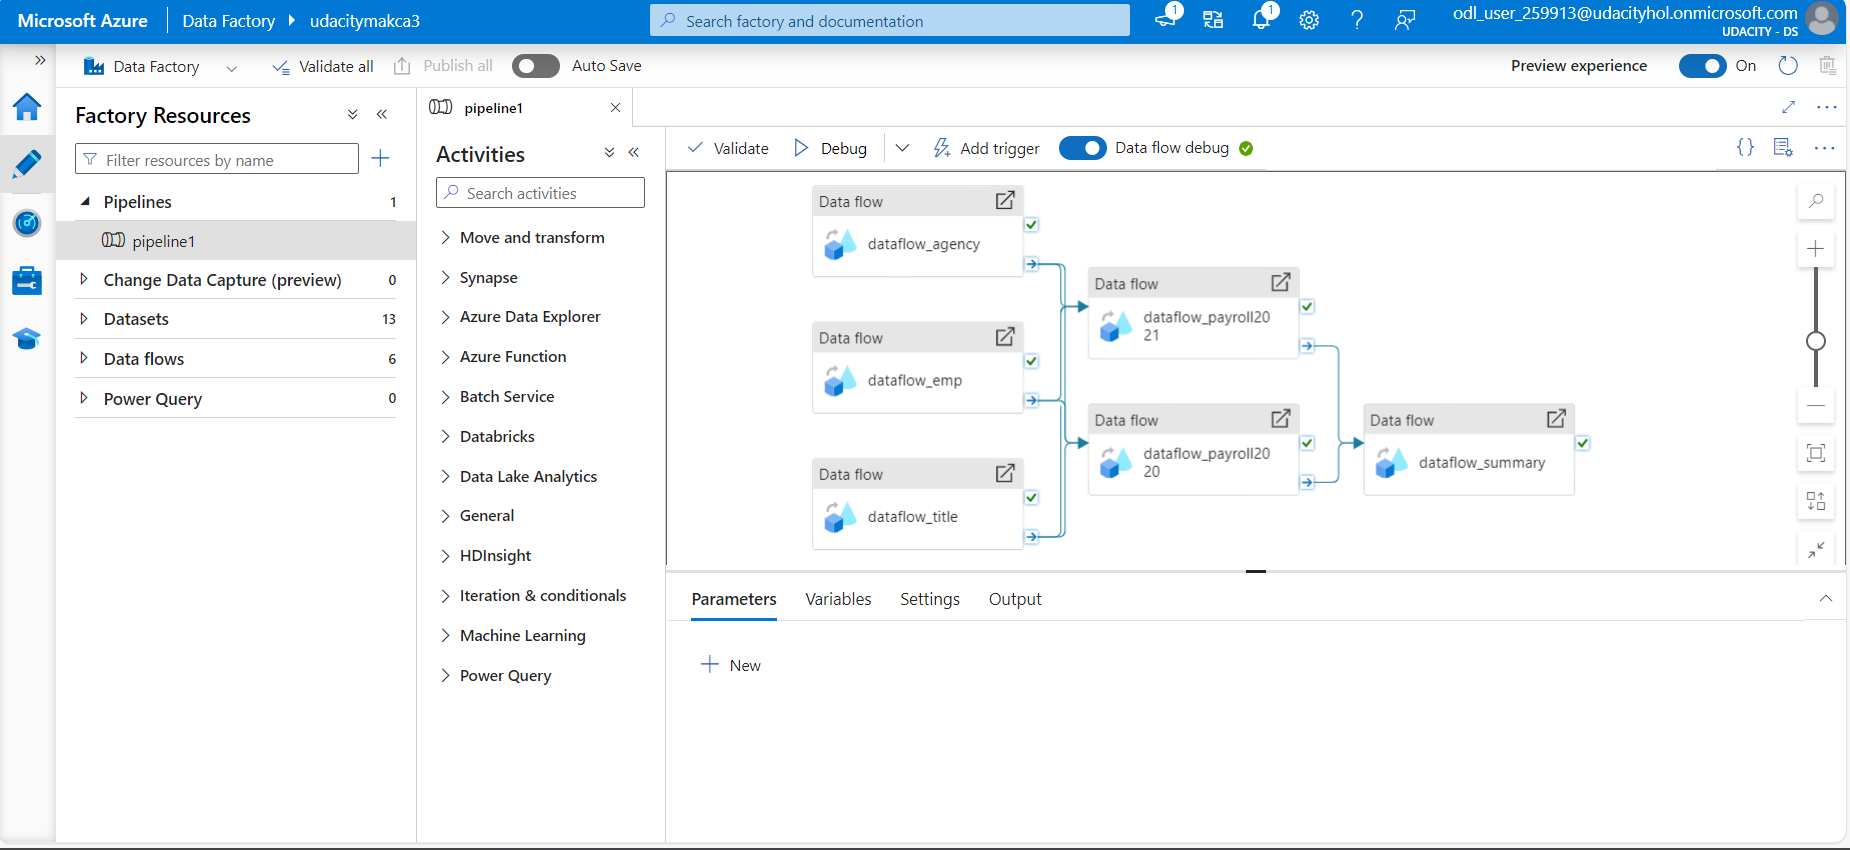 Microsoft Azure
Data Factory
udacitymakca3
Search factory and documentation
1
1
odl_user_259913@udacityhol.onmicrosoft.com
UDACITY - DS
Data Factory
Validate all
Publish all
Auto Save
Preview experience
On
Factory Resources
Filter resources by name
Pipelines
1
pipeline1
Change Data Capture (preview)
0
Datasets
13
Data flows
6
Power Query
0
pipeline1
Activities
Search activities
Move and transform
Synapse
Azure Data Explorer
Azure Function
Batch Service
Databricks
Data Lake Analytics
General
HDInsight
Iteration & conditionals
Machine Learning
Power Query
Validate
Debug
Add trigger
Data flow debug
Data flow
dataflow_agency
Data flow
dataflow_emp
Data flow
dataflow_title
Data flow
dataflow_payroll20
21
Data flow
dataflow_payroll20
20
Data flow
dataflow_summary
Parameters
Variables
Settings
Output
New